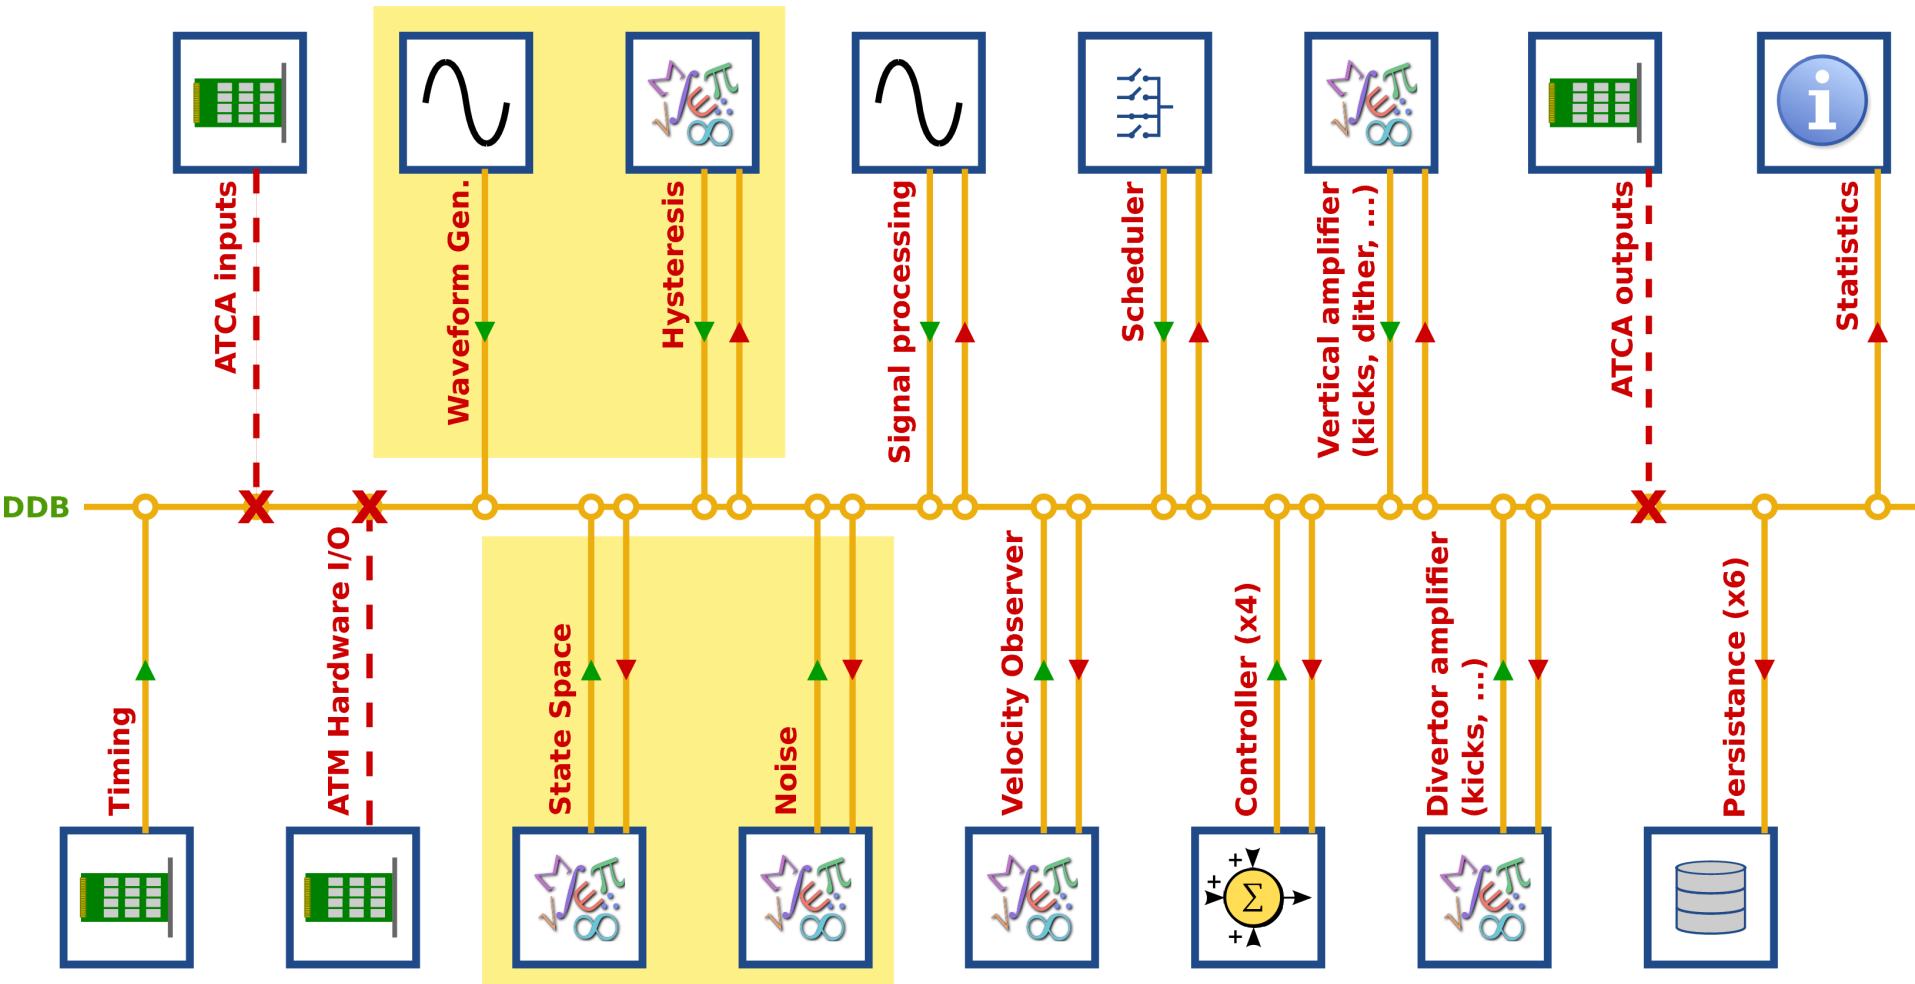 ATCA inputs
Waveform Gen.
Hysteresis
Signal processing
Scheduler
Vertical amplifier
(kicks, dither, ...)
ATCA outputs
Statistics
DDB
Timing
ATM Hardware I/O
State Space
Noise
Velocity Observer
Controller (x4)
Divertor amplifier
(kicks, ...)
Persistance (x6)